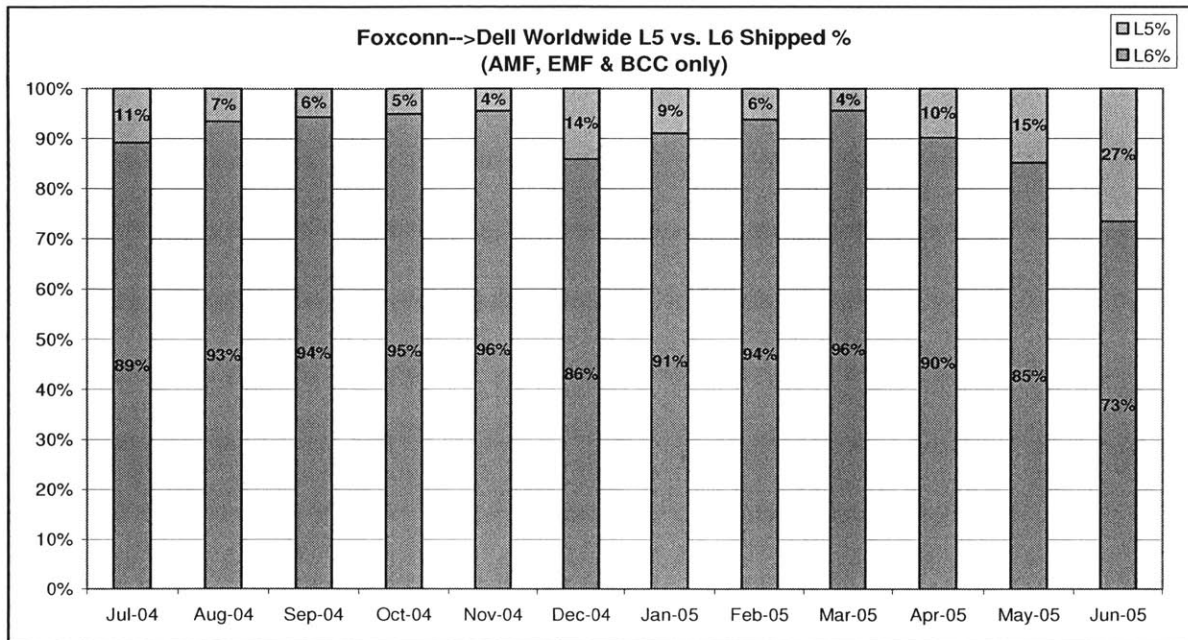 Foxconn-->Dell Worldwide L5 vs. L6 Shipped %
(AMF, EMF & BCC only)
L5%
L6%
100%
90%
80%
70%
60%
50%
40%
30%
20%
10%
0%
11% 7% 6% 5% 4% 14% 9% 6% 4% 10% 15% 27%
89% 93% 94% 95% 96% 86% 91% 94% 96% 90% 85% 73%
Jul-04 Aug-04 Sep-04 Oct-04 Nov-04 Dec-04 Jan-05 Feb-05 Mar-05 Apr-05 May-05 Jun-05